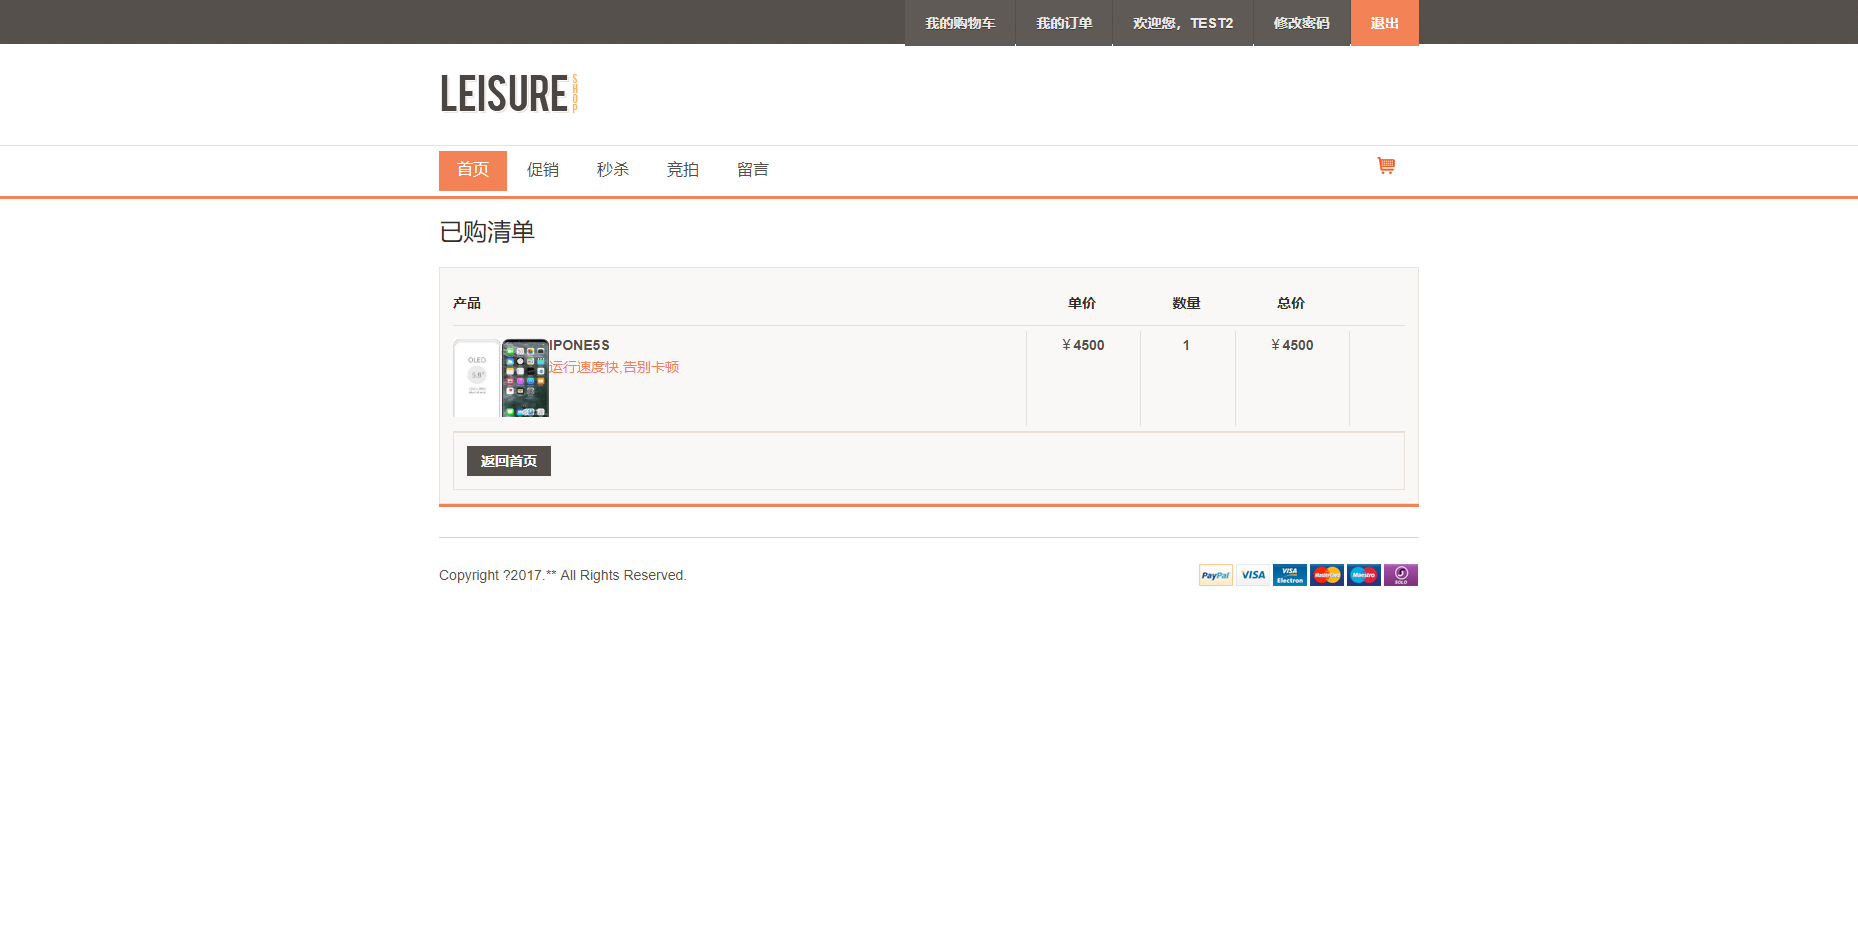 我的购物车 我的订单 欢迎您，TEST2 修改密码 退出
LEISURE SHOP
首页 促销 秒杀 竞拍 留言
已购清单
产品 单价 数量 总价
IPONE5S ¥4500 1 ¥4500
运行速度快,告别卡顿
OLED
5.8"
返回首页
Copyright ?2017.** All Rights Reserved.
PayPal VISA VISA Electron MasterCard Maestro SOLO